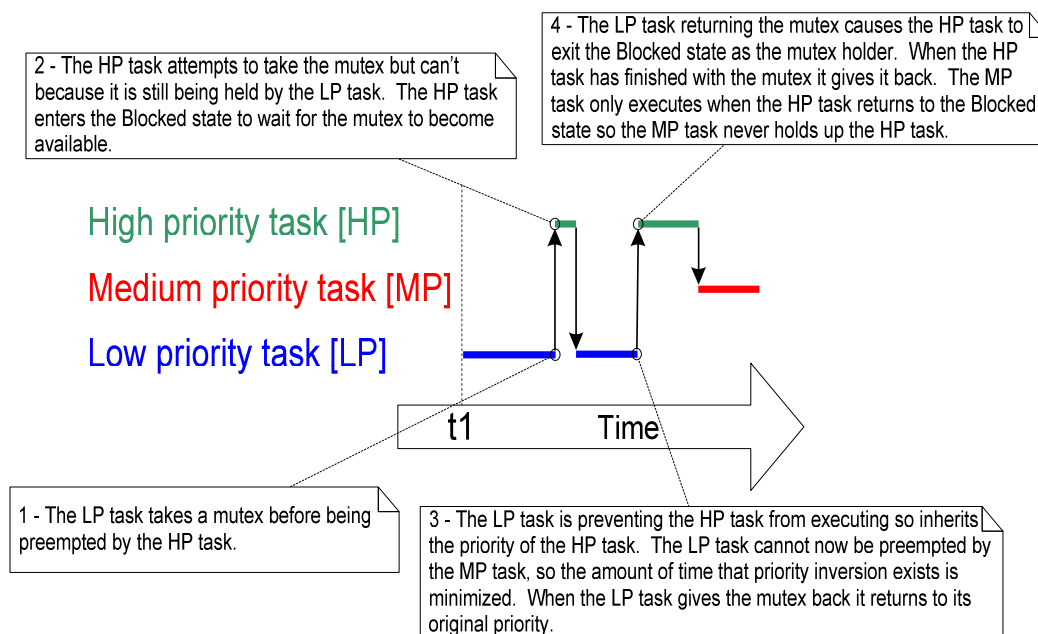 4 - The LP task returning the mutex causes the HP task to
exit the Blocked state as the mutex holder.  When the HP
task has finished with the mutex it gives it back.  The MP
task only executes when the HP task returns to the Blocked
state so the MP task never holds up the HP task.
2 - The HP task attempts to take the mutex but can't
because it is still being held by the LP task.  The HP task
enters the Blocked state to wait for the mutex to become
available.
High priority task [HP]
Medium priority task [MP]
Low priority task [LP]
t1 Time
1 - The LP task takes a mutex before being
preempted by the HP task.
3 - The LP task is preventing the HP task from executing so inherits
the priority of the HP task.  The LP task cannot now be preempted by
the MP task, so the amount of time that priority inversion exists is
minimized.  When the LP task gives the mutex back it returns to its
original priority.